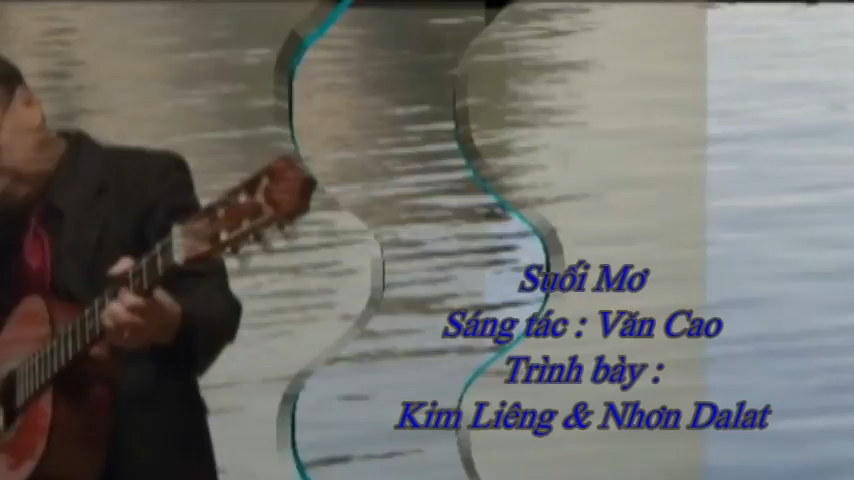 Suối Mơ
Sáng tác : Văn Cao
Trình bày :
Kim Liêng & Nhơn Dalat